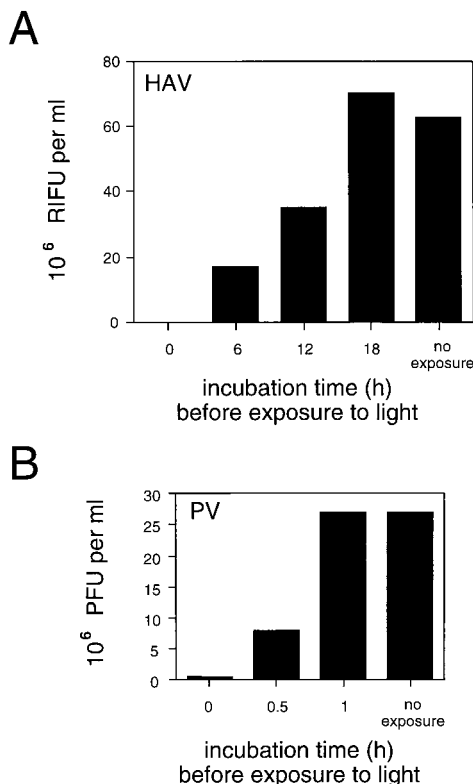 A
HAV
10⁶ RIFU per ml
80
60
40
20
0
0 6 12 18 no exposure
incubation time (h)
before exposure to light
B
PV
10⁶ PFU per ml
30
25
20
15
10
5
0
0 0.5 1 no exposure
incubation time (h)
before exposure to light